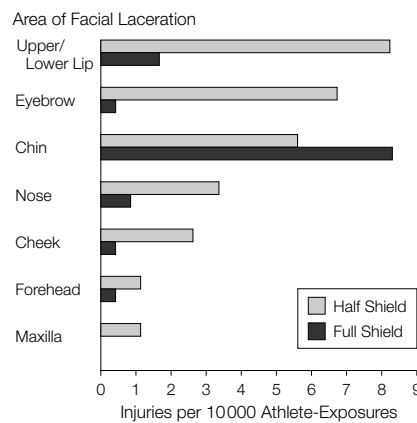 Area of Facial Laceration
Upper/
Lower Lip
Eyebrow
Chin
Nose
Cheek
Forehead
Maxilla
Half Shield
Full Shield
0 1 2 3 4 5 6 7 8 9
Injuries per 10 000 Athlete-Exposures